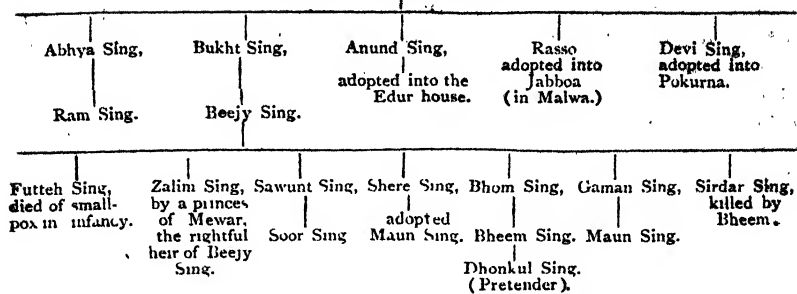 Abhya Sing, Bukht Sing, Anund Sing, Rasso Devi Sing,
adopted into the Edur house. adopted into Jabboa (in Malwa.) adopted into Pokurna.
Ram Sing. Beejy Sing.
Futteh Sing, died of small-pox in infancy.
Zalim Sing, by a princes of Mewar, the rightful heir of Beejy Sing.
Sawunt Sing, Shere Sing, Bhom Sing, Gaman Sing, Sirdar Sing, killed by Bheem.
Soor Sing adopted Maun Sing. Bheem Sing. Maun Sing.
Dhonkul Sing.
(Pretender).